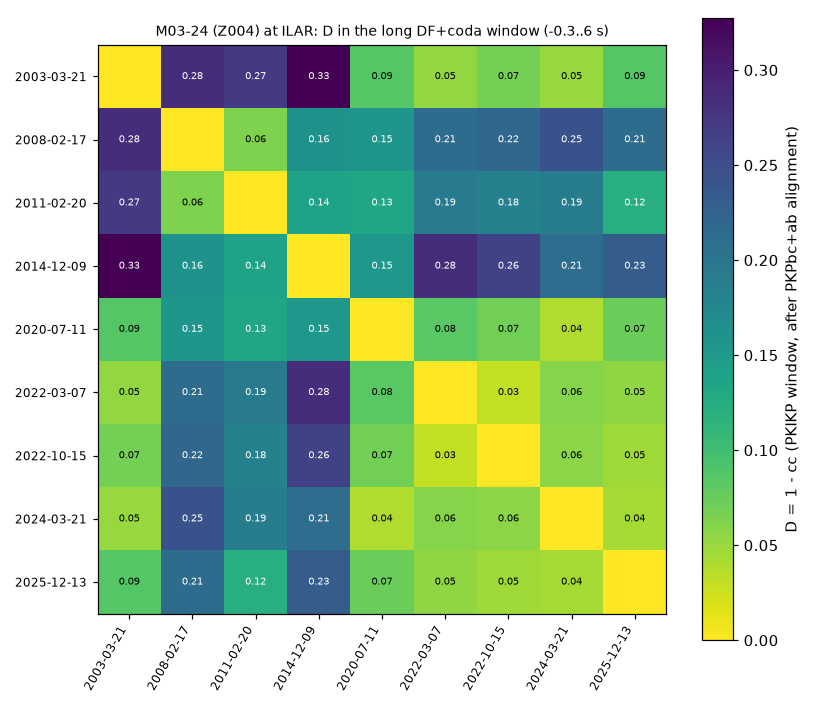 M03-24 (Z004) at ILAR: D in the long DF+coda window (-0.3..6 s)
2003-03-21 0.28 0.27 0.33 0.09 0.05 0.07 0.05 0.09
2008-02-17 0.28 0.06 0.16 0.15 0.21 0.22 0.25 0.21
2011-02-20 0.27 0.06 0.14 0.13 0.19 0.18 0.19 0.12
2014-12-09 0.33 0.16 0.14 0.15 0.28 0.26 0.21 0.23
2020-07-11 0.09 0.15 0.13 0.15 0.08 0.07 0.04 0.07
2022-03-07 0.05 0.21 0.19 0.28 0.08 0.03 0.06 0.05
2022-10-15 0.07 0.22 0.18 0.26 0.07 0.03 0.06 0.05
2024-03-21 0.05 0.25 0.19 0.21 0.04 0.06 0.06 0.04
2025-12-13 0.09 0.21 0.12 0.23 0.07 0.05 0.05 0.04
2003-03-21 2008-02-17 2011-02-20 2014-12-09 2020-07-11 2022-03-07 2022-10-15 2024-03-21 2025-12-13
0.30
0.25
0.20
0.15
0.10
0.05
0.00
D = 1 - cc (PKIKP window, after PKPbc+ab alignment)